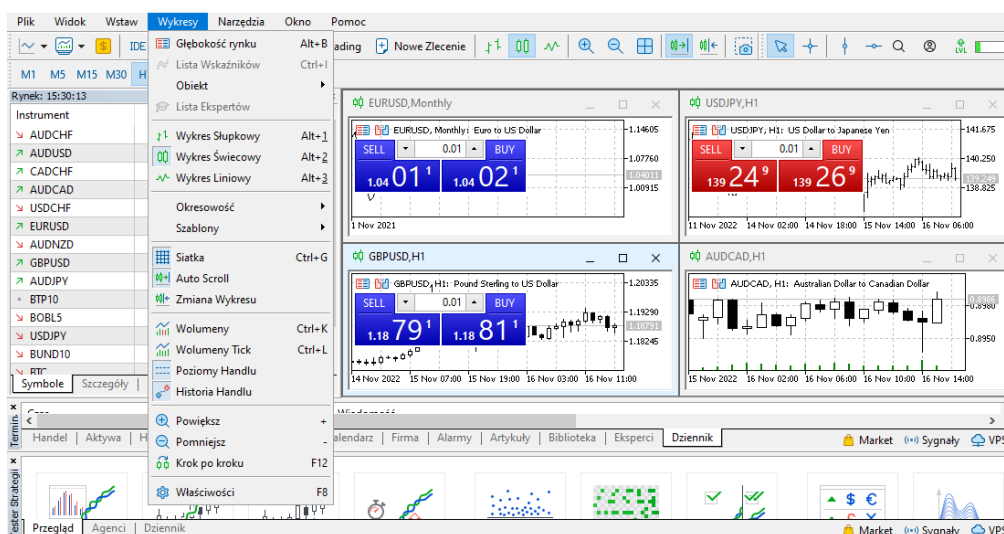 Plik Widok Wstaw Wykresy Narzędzia Okno Pomoc
IDE
ading Nowe Zlecenie
LVL
M1 M5 M15 M30 H
Rynek: 15:30:13
Instrument
AUDCHF
AUDUSD
CADCHF
AUDCAD
USDCHF
EURUSD
AUDNZD
GBPUSD
AUDJPY
BTP10
BOBL5
USDJPY
BUND10
BTC
Symbole Szczegóły
Głębokość rynku Alt+B
Lista Wskaźników Ctrl+I
Obiekt
Lista Ekspertów
Wykres Słupkowy Alt+1
Wykres Świecowy Alt+2
Wykres Liniowy Alt+3
Okresowość
Szablony
Siatka Ctrl+G
Auto Scroll
Zmiana Wykresu
Wolumeny Ctrl+K
Wolumeny Tick Ctrl+L
Poziomy Handlu
Historia Handlu
Powiększ +
Pomniejsz -
Krok po kroku F12
Właściwości F8
EURUSD,Monthly
EURUSD, Monthly: Euro to US Dollar
SELL 0.01 BUY
1.04 01 1 1.04 02 1
1.14605
1.07760
1.04011
1.00915
1 Nov 2021
USDJPY,H1
USDJPY, H1: US Dollar to Japanese Yen
SELL 0.01 BUY
139 24 9 139 26 9
141.675
140.250
139.249
138.825
11 Nov 2022 14 Nov 02:00 14 Nov 18:00 15 Nov 14:00 16 Nov 06:00
GBPUSD,H1
GBPUSD,H1: Pound Sterling to US Dollar
SELL 0.01 BUY
1.18 79 1 1.18 81 1
1.20335
1.19290
1.18791
1.18245
14 Nov 2022 15 Nov 07:00 15 Nov 19:00 16 Nov 03:00 16 Nov 11:00
AUDCAD,H1
AUDCAD, H1: Australian Dollar to Canadian Dollar
0.8980
0.8950
15 Nov 2022 16 Nov 02:00 16 Nov 06:00 16 Nov 10:00 16 Nov 14:00
Termin
Handel Aktywa H
alendarz Firma Alarmy Artykuły Biblioteka Eksperci Dziennik
Market Sygnały VPS
ester Strategii
Przegląd Agenci Dziennik
Market Sygnały VPS